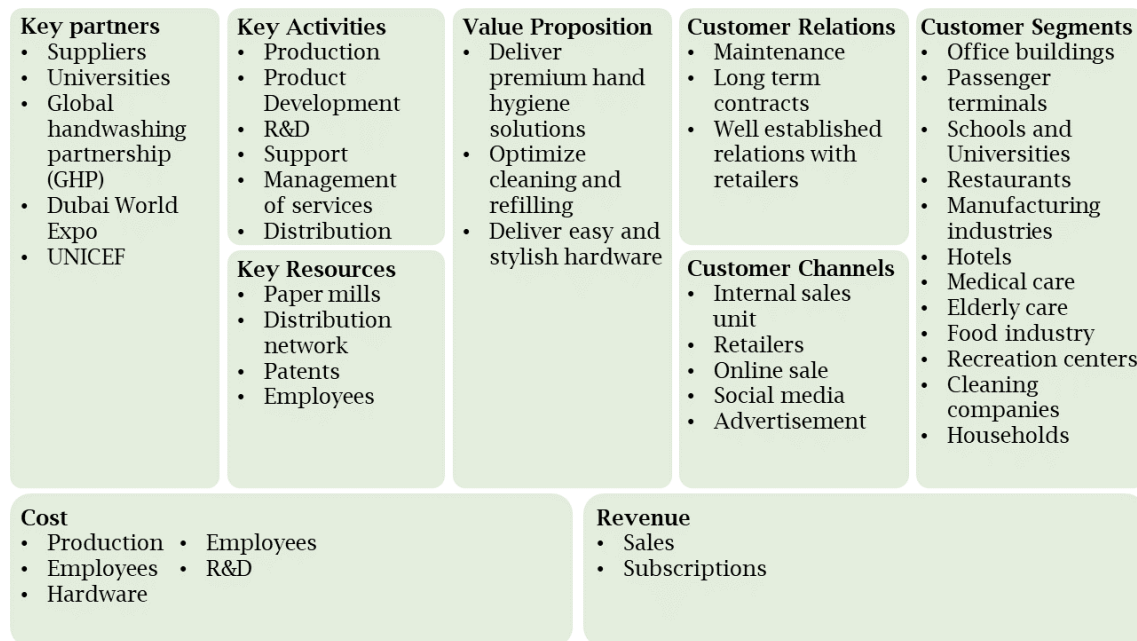 Key partners
• Suppliers
• Universities
• Global
handwashing
partnership
(GHP)
• Dubai World
Expo
• UNICEF
Key Activities
• Production
• Product
Development
• R&D
• Support
• Management
of services
• Distribution
Key Resources
• Paper mills
• Distribution
network
• Patents
• Employees
Value Proposition
• Deliver
premium hand
hygiene
solutions
• Optimize
cleaning and
refilling
• Deliver easy and
stylish hardware
Customer Relations
• Maintenance
• Long term
contracts
• Well established
relations with
retailers
Customer Channels
• Internal sales
unit
• Retailers
• Online sale
• Social media
• Advertisement
Customer Segments
• Office buildings
• Passenger
terminals
• Schools and
Universities
• Restaurants
• Manufacturing
industries
• Hotels
• Medical care
• Elderly care
• Food industry
• Recreation centers
• Cleaning
companies
• Households
Cost
• Production
• Employees
• Hardware
• Employees
• R&D
Revenue
• Sales
• Subscriptions